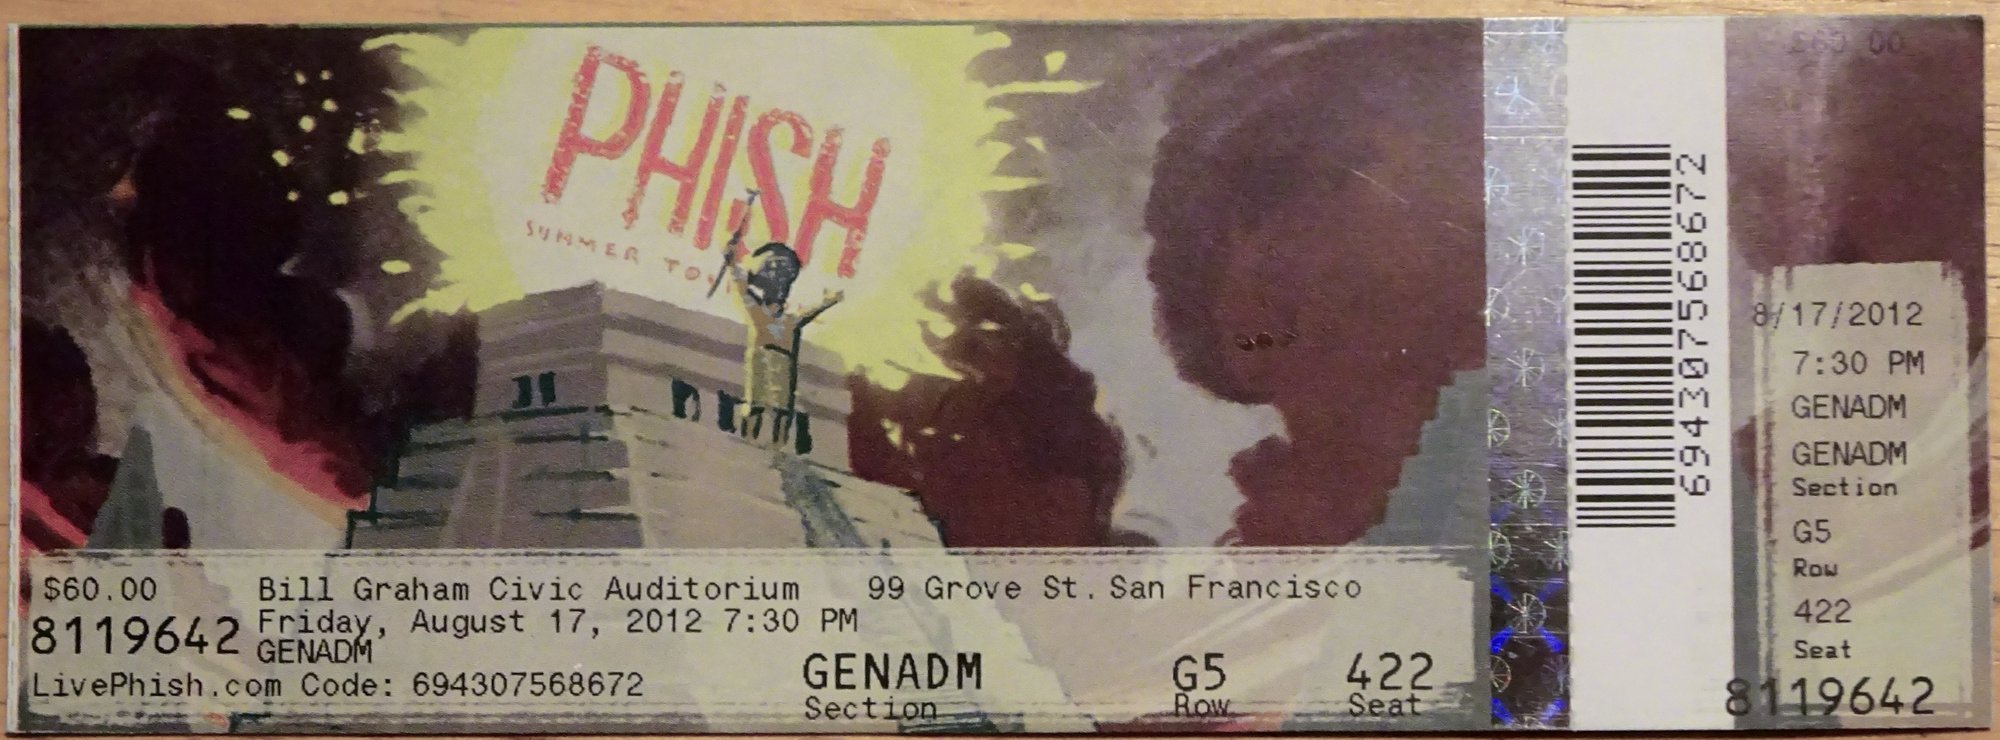 PHISH
SUMMER TOUR
$60.00 Bill Graham Civic Auditorium 99 Grove St. San Francisco
8119642 Friday, August 17, 2012 7:30 PM
GENADM
LivePhish.com Code: 694307568672
GENADM G5 422
Section Row Seat
694307568672
$60.00
8/17/2012
7:30 PM
GENADM
GENADM
Section
G5
Row
422
Seat
8119642